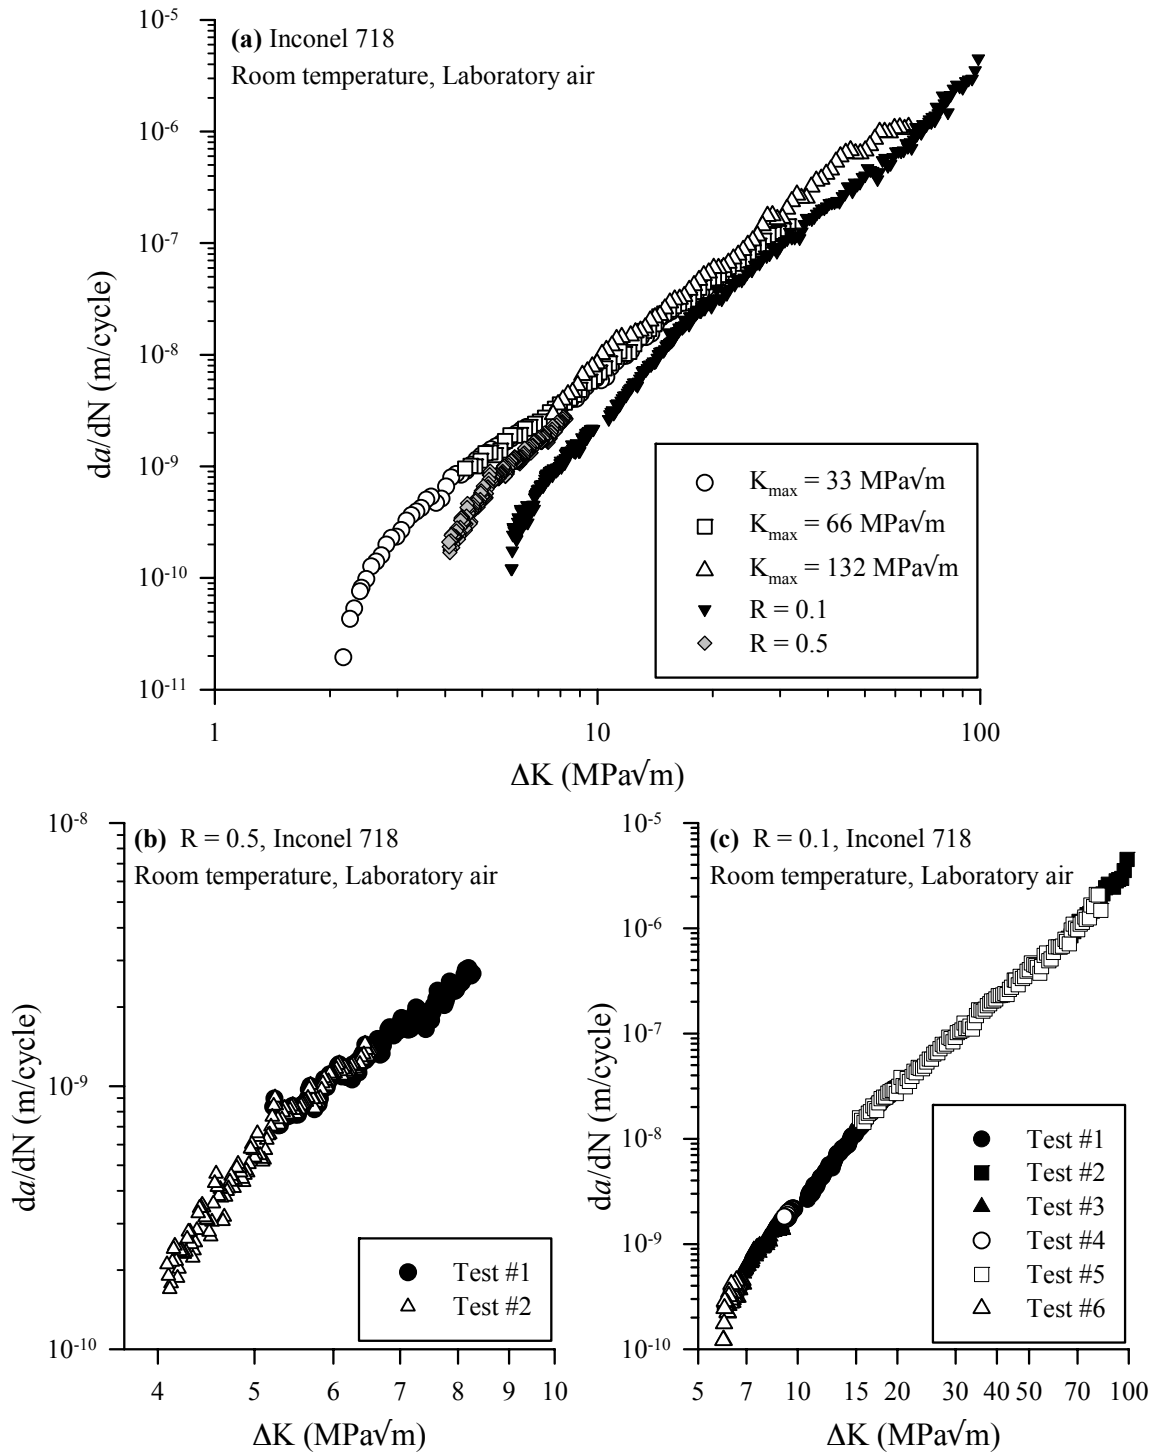 (a) Inconel 718
Room temperature, Laboratory air
10-5
10-6
10-7
10-8
10-9
10-10
10-11
da/dN (m/cycle)
Kmax = 33 MPa√m
Kmax = 66 MPa√m
Kmax = 132 MPa√m
R = 0.1
R = 0.5
1 10 100
ΔK (MPa√m)
(b) R = 0.5, Inconel 718
Room temperature, Laboratory air
10-8
10-9
10-10
da/dN (m/cycle)
Test #1
Test #2
4 5 6 7 8 9 10
ΔK (MPa√m)
(c) R = 0.1, Inconel 718
Room temperature, Laboratory air
10-5
10-6
10-7
10-8
10-9
10-10
da/dN (m/cycle)
Test #1
Test #2
Test #3
Test #4
Test #5
Test #6
5 7 10 15 20 30 40 50 70 100
ΔK (MPa√m)